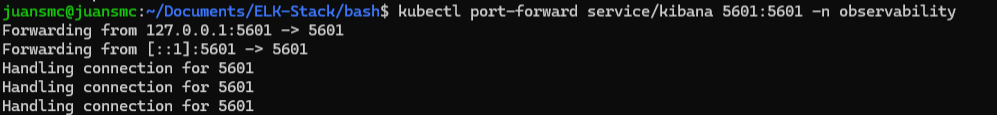 juansmc@juansmc:~/Documents/ELK-Stack/bash$ kubectl port-forward service/kibana 5601:5601 -n observability
Forwarding from 127.0.0.1:5601 -> 5601
Forwarding from [::1]:5601 -> 5601
Handling connection for 5601
Handling connection for 5601
Handling connection for 5601